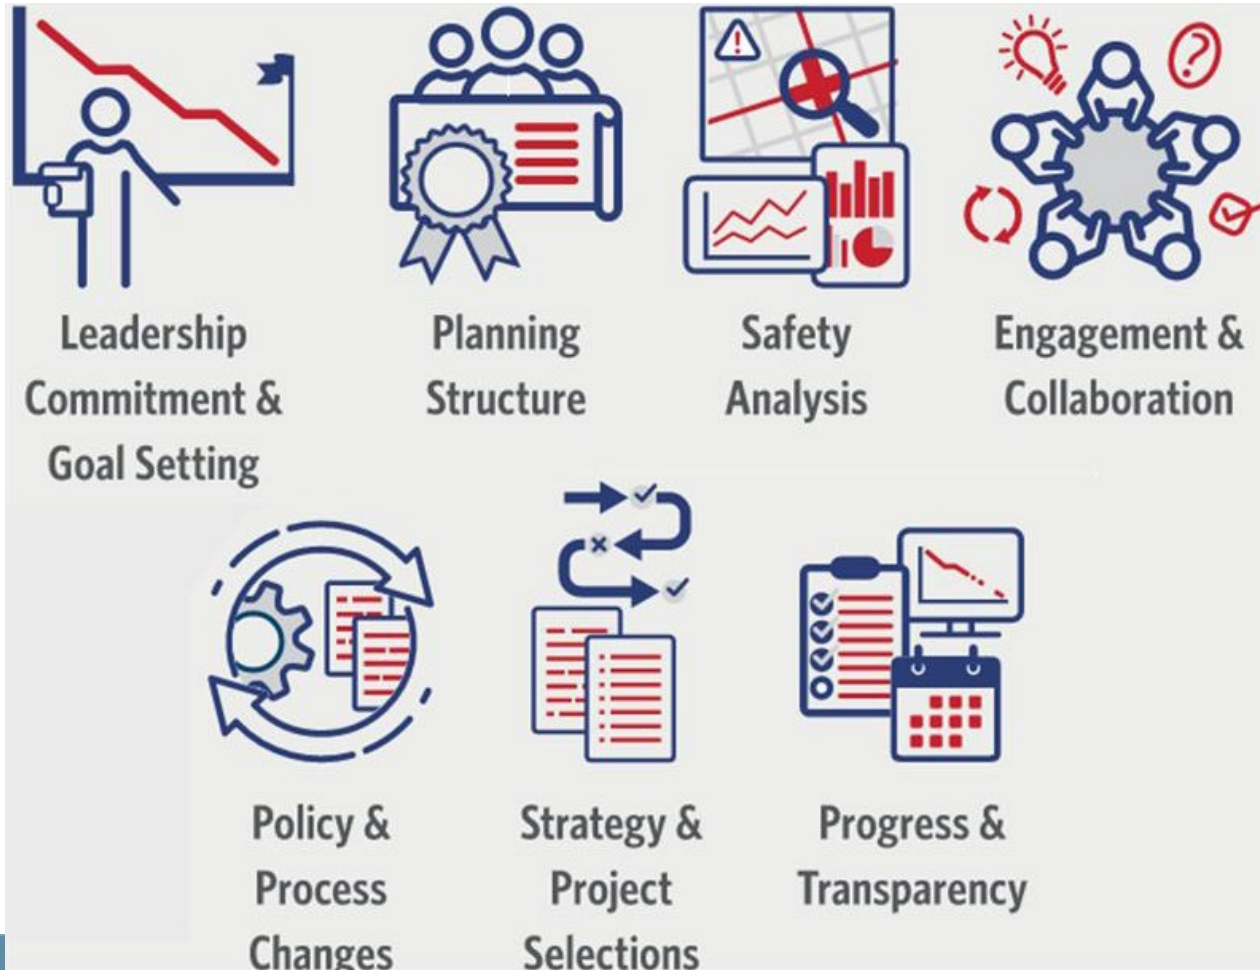 Leadership
Commitment &
Goal Setting
Planning
Structure
Safety
Analysis
Engagement &
Collaboration
Policy &
Process
Changes
Strategy &
Project
Selections
Progress &
Transparency